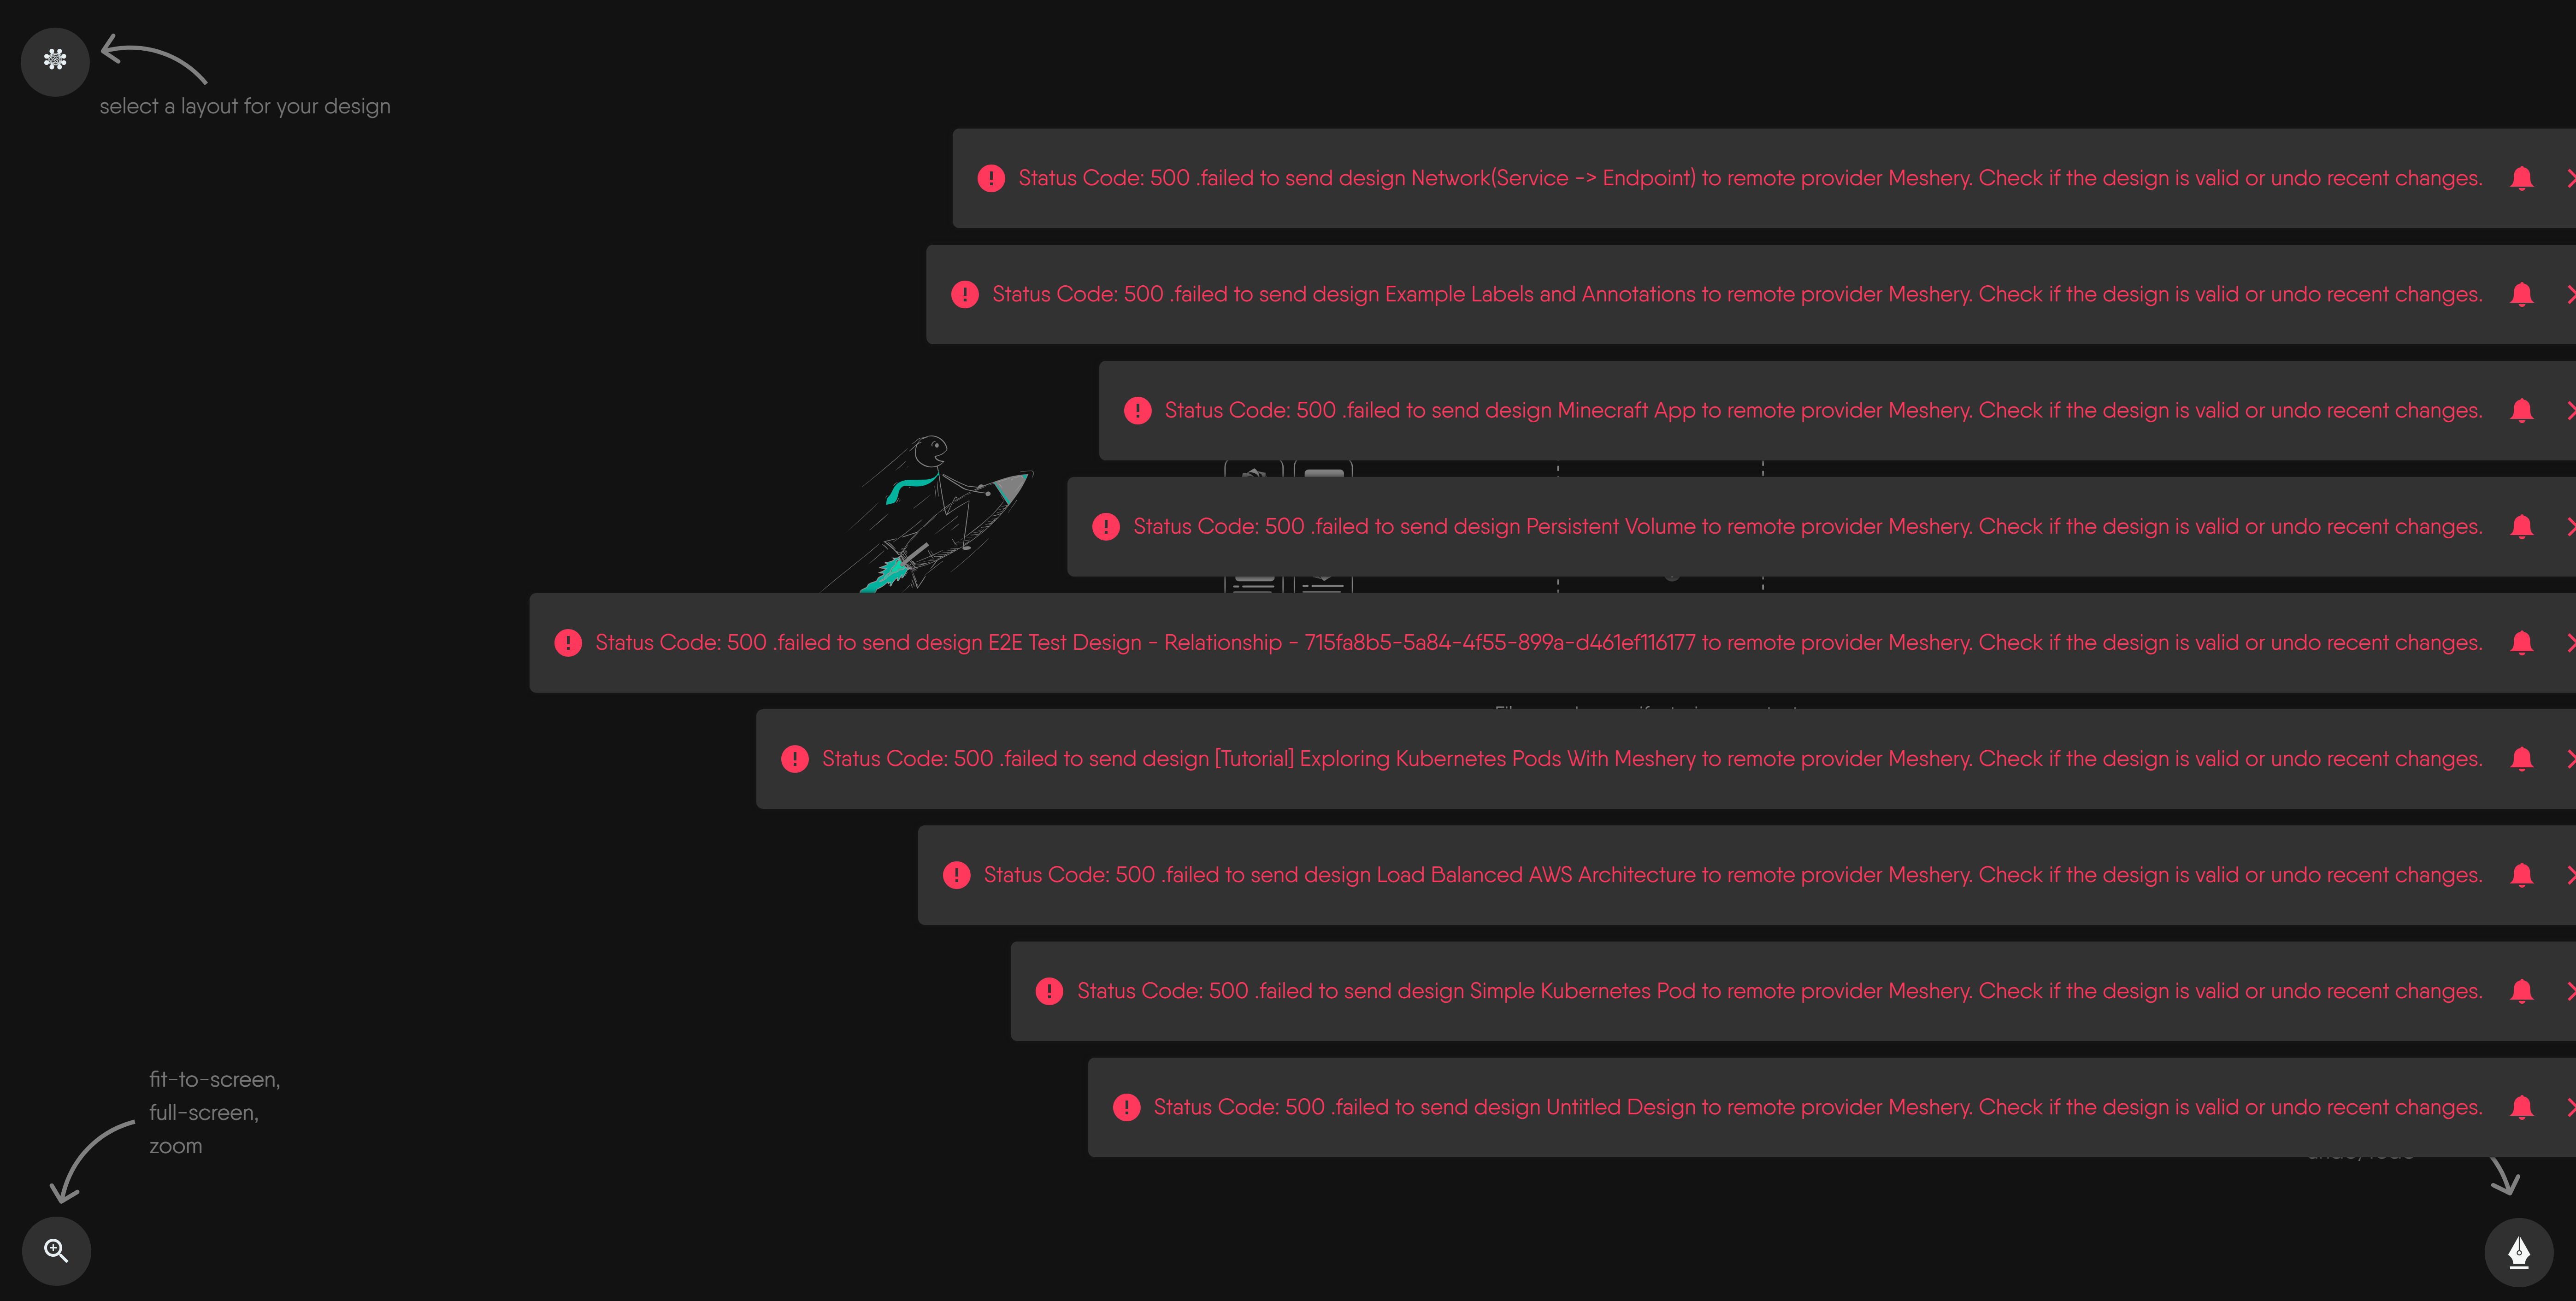 select a layout for your design
Status Code: 500 .failed to send design Network(Service -> Endpoint) to remote provider Meshery. Check if the design is valid or undo recent changes.
Status Code: 500 .failed to send design Example Labels and Annotations to remote provider Meshery. Check if the design is valid or undo recent changes.
Status Code: 500 .failed to send design Minecraft App to remote provider Meshery. Check if the design is valid or undo recent changes.
Status Code: 500 .failed to send design Persistent Volume to remote provider Meshery. Check if the design is valid or undo recent changes.
Status Code: 500 .failed to send design E2E Test Design - Relationship - 715fa8b5-5a84-4f55-899a-d461ef116177 to remote provider Meshery. Check if the design is valid or undo recent changes.
Status Code: 500 .failed to send design [Tutorial] Exploring Kubernetes Pods With Meshery to remote provider Meshery. Check if the design is valid or undo recent changes.
Status Code: 500 .failed to send design Load Balanced AWS Architecture to remote provider Meshery. Check if the design is valid or undo recent changes.
Status Code: 500 .failed to send design Simple Kubernetes Pod to remote provider Meshery. Check if the design is valid or undo recent changes.
Status Code: 500 .failed to send design Untitled Design to remote provider Meshery. Check if the design is valid or undo recent changes.
fit-to-screen,
full-screen,
zoom